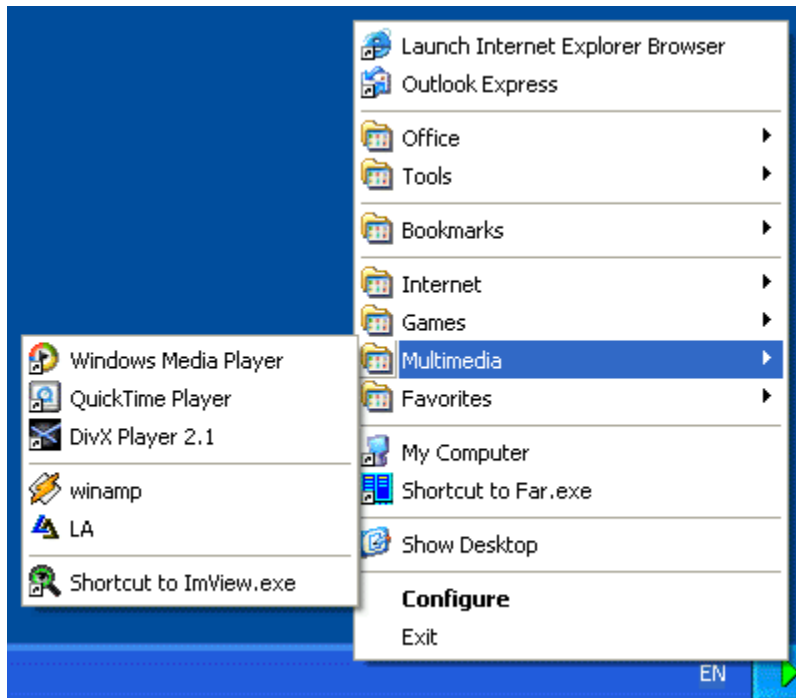 Launch Internet Explorer Browser
Outlook Express
Office
Tools
Bookmarks
Internet
Games
Multimedia
Favorites
My Computer
Shortcut to Far.exe
Show Desktop
Configure
Exit
Windows Media Player
QuickTime Player
DivX Player 2.1
winamp
LA
Shortcut to ImView.exe
EN